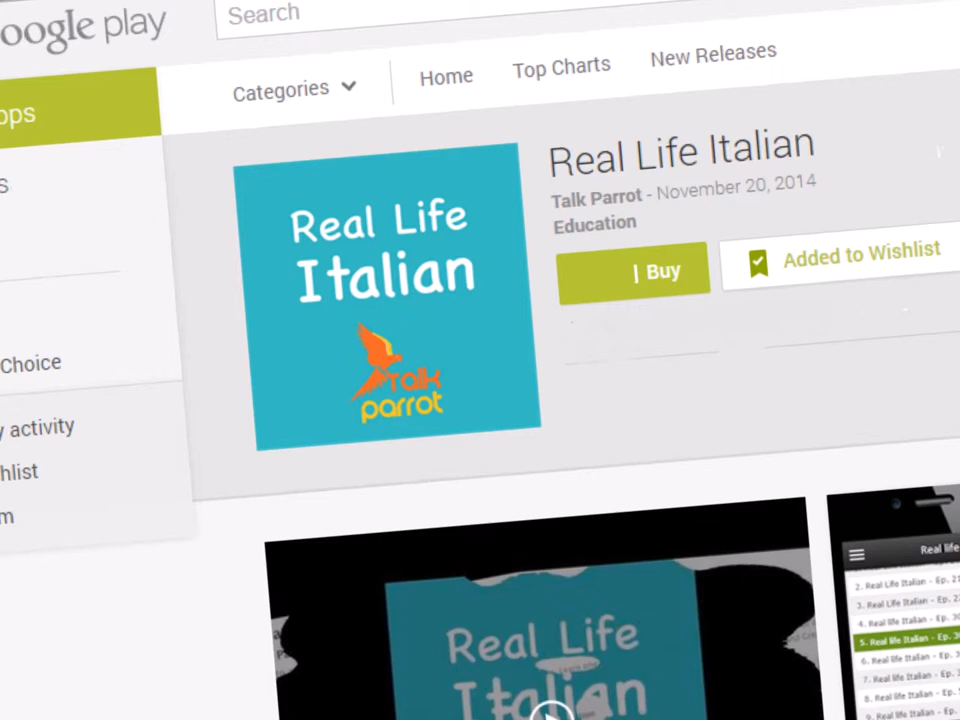 oogle play
Search
Categories
Home
Top Charts
New Releases
pps
s
Choice
y activity
hlist
m
Real Life
Italian
Talk
parrot
Real Life Italian
Talk Parrot - November 20, 2014
Education
| Buy
Added to Wishlist
Real Life
Italian
Real life
2. Real Life Italian - Ep. 21
3. Real Life Italian - Ep. 2
4. Real life Italian - Ep. 30
5. Real life Italian - Ep. 3
6. Real life Italian - Ep. 3
7. Real life Italian - Ep. 3
8. Real life Italian - Ep.
9. Real life Italian - Ep.